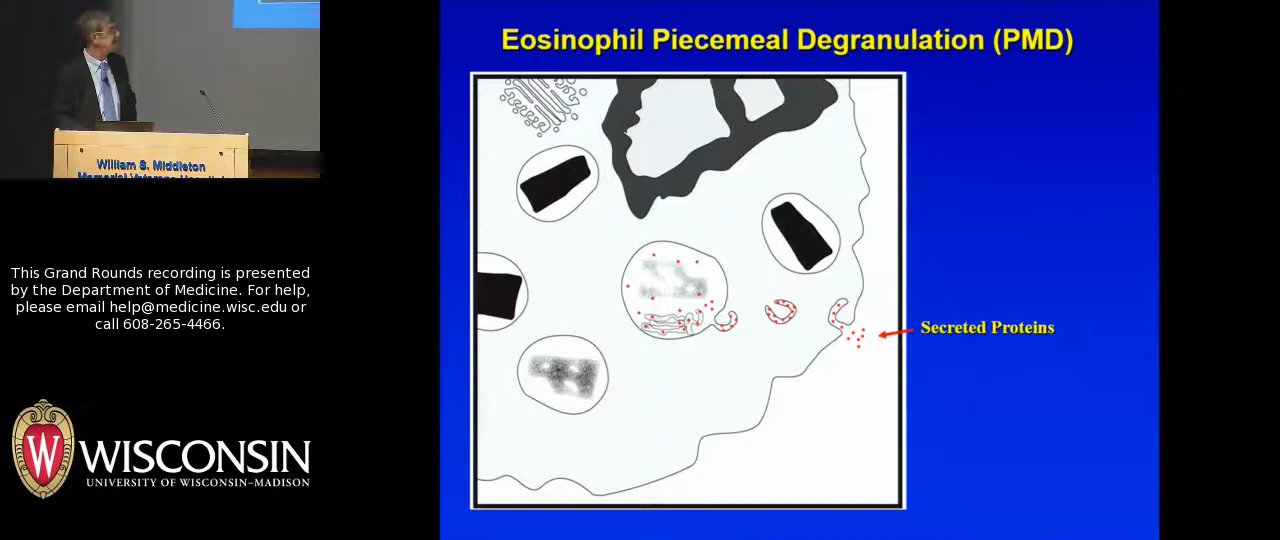 Eosinophil Piecemeal Degranulation (PMD)
William S. Middleton
Memorial Veterans Hospital
Secreted Proteins
This Grand Rounds recording is presented
by the Department of Medicine. For help,
please email help@medicine.wisc.edu or
call 608-265-4466.
W
WISCONSIN
UNIVERSITY OF WISCONSIN–MADISON